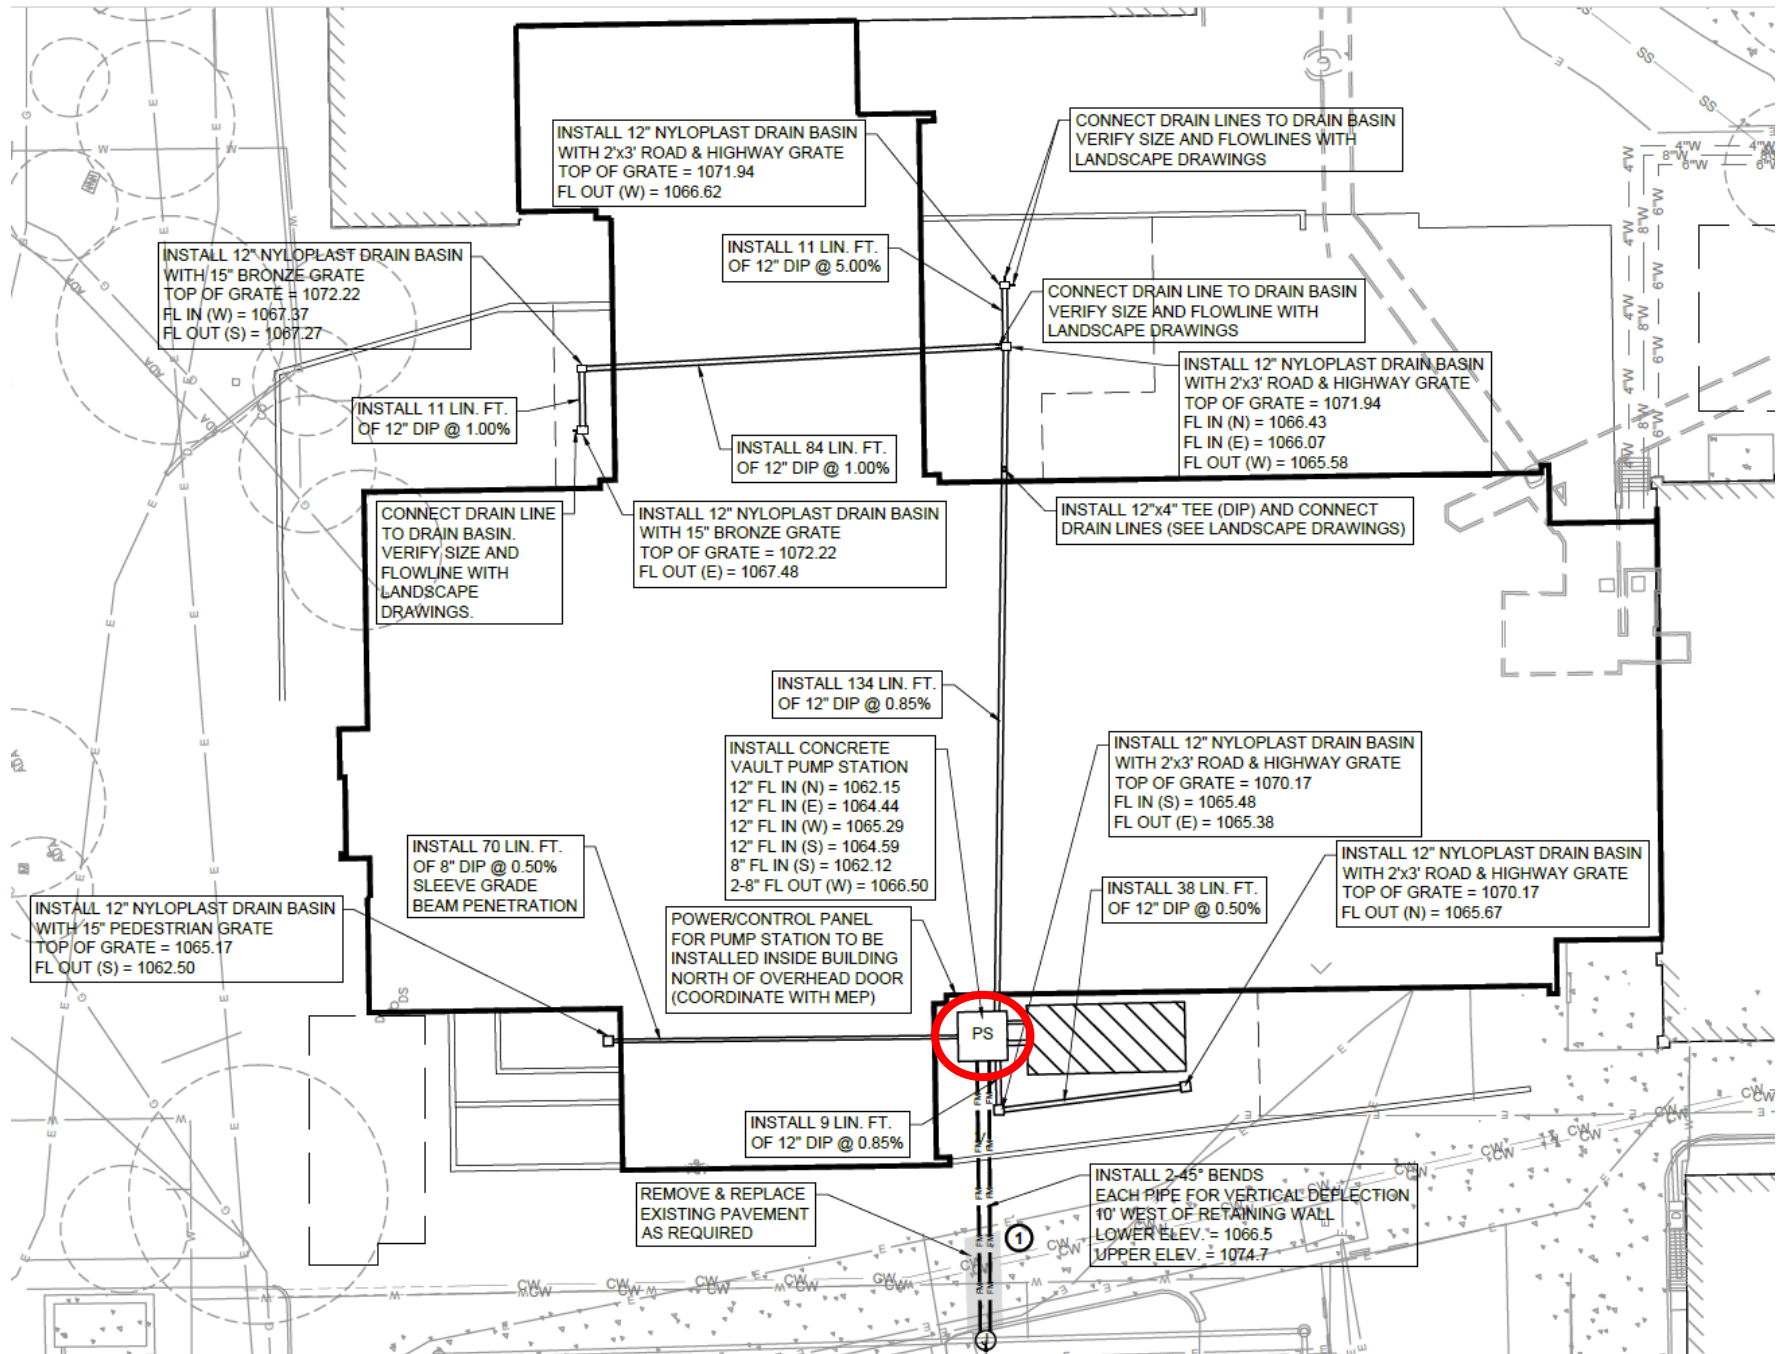 INSTALL 12" NYLOPLAST DRAIN BASIN
WITH 2'x3' ROAD & HIGHWAY GRATE
TOP OF GRATE = 1071.94
FL OUT (W) = 1066.62
CONNECT DRAIN LINES TO DRAIN BASIN
VERIFY SIZE AND FLOWLINES WITH
LANDSCAPE DRAWINGS
INSTALL 12" NYLOPLAST DRAIN BASIN
WITH 15" BRONZE GRATE
TOP OF GRATE = 1072.22
FL IN (W) = 1067.37
FL OUT (S) = 1067.27
INSTALL 11 LIN. FT.
OF 12" DIP @ 5.00%
CONNECT DRAIN LINE TO DRAIN BASIN
VERIFY SIZE AND FLOWLINE WITH
LANDSCAPE DRAWINGS
INSTALL 12" NYLOPLAST DRAIN BASIN
WITH 2'x3' ROAD & HIGHWAY GRATE
TOP OF GRATE = 1071.94
FL IN (N) = 1066.43
FL IN (E) = 1066.07
FL OUT (W) = 1065.58
INSTALL 11 LIN. FT.
OF 12" DIP @ 1.00%
INSTALL 84 LIN. FT.
OF 12" DIP @ 1.00%
CONNECT DRAIN LINE
TO DRAIN BASIN.
VERIFY SIZE AND
FLOWLINE WITH
LANDSCAPE
DRAWINGS.
INSTALL 12" NYLOPLAST DRAIN BASIN
WITH 15" BRONZE GRATE
TOP OF GRATE = 1072.22
FL OUT (E) = 1067.48
INSTALL 12"x4" TEE (DIP) AND CONNECT
DRAIN LINES (SEE LANDSCAPE DRAWINGS)
INSTALL 134 LIN. FT.
OF 12" DIP @ 0.85%
INSTALL CONCRETE
VAULT PUMP STATION
12" FL IN (N) = 1062.15
12" FL IN (E) = 1064.44
12" FL IN (W) = 1065.29
12" FL IN (S) = 1064.59
8" FL IN (S) = 1062.12
2-8" FL OUT (W) = 1066.50
INSTALL 12" NYLOPLAST DRAIN BASIN
WITH 2'x3' ROAD & HIGHWAY GRATE
TOP OF GRATE = 1070.17
FL IN (S) = 1065.48
FL OUT (E) = 1065.38
INSTALL 70 LIN. FT.
OF 8" DIP @ 0.50%
SLEEVE GRADE
BEAM PENETRATION
INSTALL 12" NYLOPLAST DRAIN BASIN
WITH 2'x3' ROAD & HIGHWAY GRATE
TOP OF GRATE = 1070.17
FL OUT (N) = 1065.67
INSTALL 38 LIN. FT.
OF 12" DIP @ 0.50%
INSTALL 12" NYLOPLAST DRAIN BASIN
WITH 15" PEDESTRIAN GRATE
TOP OF GRATE = 1065.17
FL OUT (S) = 1062.50
POWER/CONTROL PANEL
FOR PUMP STATION TO BE
INSTALLED INSIDE BUILDING
NORTH OF OVERHEAD DOOR
(COORDINATE WITH MEP)
PS
INSTALL 9 LIN. FT.
OF 12" DIP @ 0.85%
REMOVE & REPLACE
EXISTING PAVEMENT
AS REQUIRED
INSTALL 2-45° BENDS
EACH PIPE FOR VERTICAL DEFLECTION
10' WEST OF RETAINING WALL
LOWER ELEV. = 1066.5
UPPER ELEV. = 1074.7
1
J
FM
FM
CW
CW
SS
SS
4"W
8"W
6"W
ADA
ADA
DS